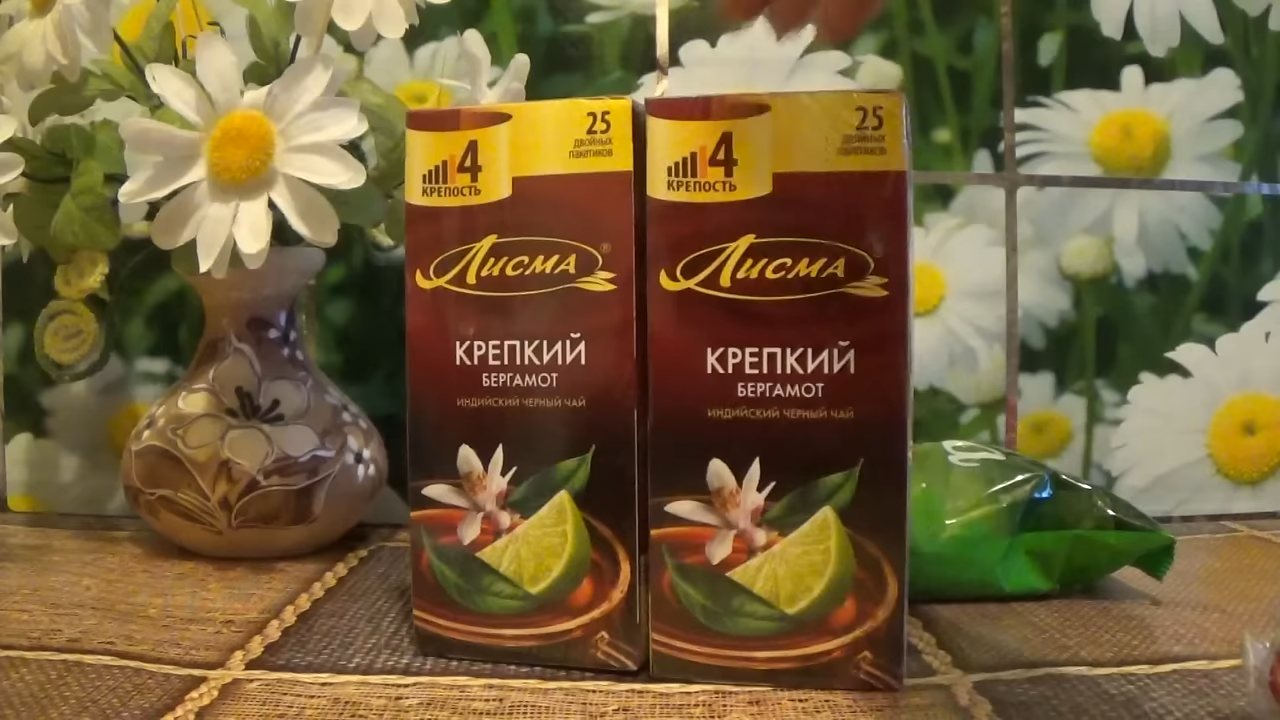 4
КРЕПОСТЬ
25
ДВОЙНЫХ
ПАКЕТИКОВ
Лисма®
КРЕПКИЙ
БЕРГАМОТ
ИНДИЙСКИЙ ЧЕРНЫЙ ЧАЙ
4
КРЕПОСТЬ
25
ДВОЙНЫХ
ПАКЕТИКОВ
Лисма
КРЕПКИЙ
БЕРГАМОТ
ИНДИЙСКИЙ ЧЕРНЫЙ ЧАЙ